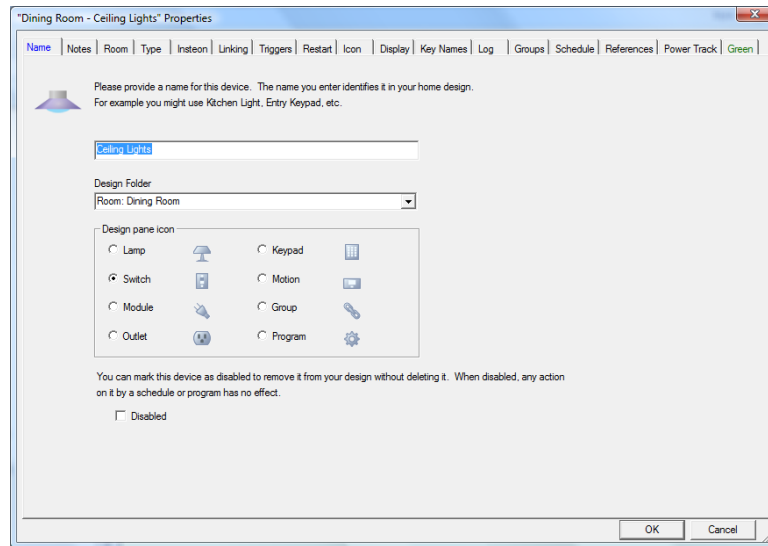 "Dining Room - Ceiling Lights" Properties
Name Notes Room Type Insteon Linking Triggers Restart Icon Display Key Names Log Groups Schedule References Power Track Green
Please provide a name for this device. The name you enter identifies it in your home design.
For example you might use Kitchen Light, Entry Keypad, etc.
Ceiling Lights
Design Folder
Room: Dining Room
Design pane icon
Lamp Keypad
Switch Motion
Module Group
Outlet Program
You can mark this device as disabled to remove it from your design without deleting it. When disabled, any action
on it by a schedule or program has no effect.
Disabled
OK Cancel